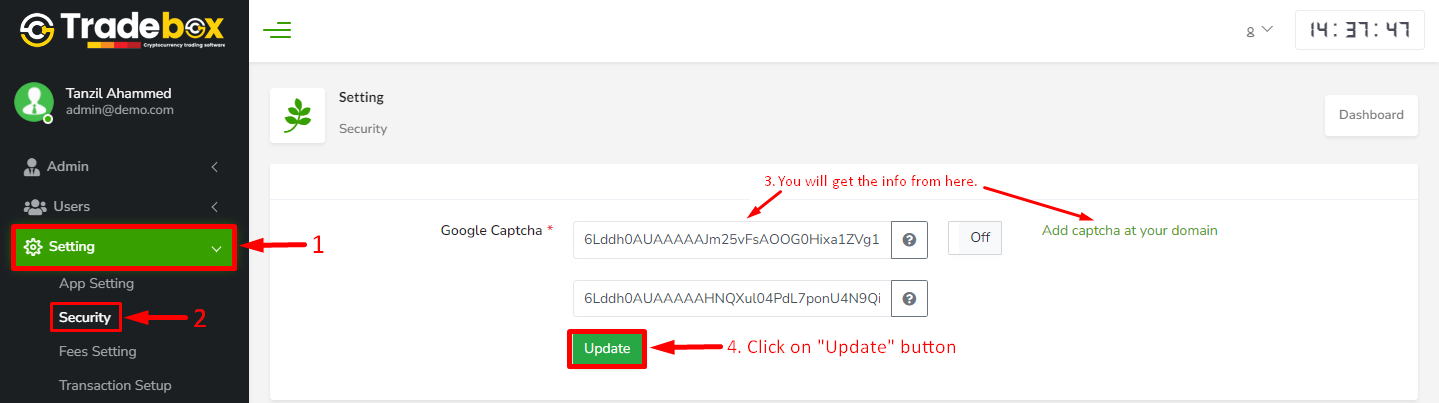 Tradebox
Cryptocurrency trading software
14:37:47
Tanzil Ahammed
admin@demo.com
Setting
Security
Dashboard
Admin
Users
Setting
1
App Setting
Security
2
Fees Setting
Transaction Setup
3. You will get the info from here.
Google Captcha *
6Lddh0AUAAAAAJm25vFsAOOG0Hixa1ZVg1
?
Off
Add captcha at your domain
6Lddh0AUAAAAAHNQXul04PdL7ponU4N9Qi
?
Update
4. Click on "Update" button